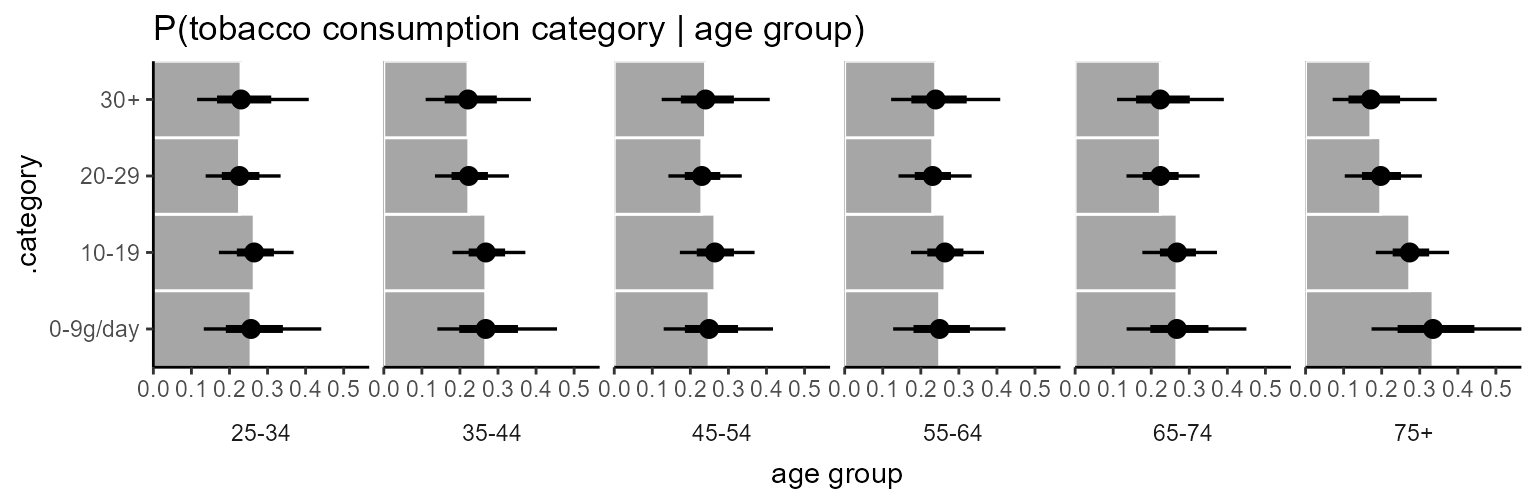 P(tobacco consumption category | age group)
.category
30+
20-29
10-19
0-9g/day
0.0 0.1 0.2 0.3 0.4 0.5 0.0 0.1 0.2 0.3 0.4 0.5 0.0 0.1 0.2 0.3 0.4 0.5 0.0 0.1 0.2 0.3 0.4 0.5 0.0 0.1 0.2 0.3 0.4 0.5 0.0 0.1 0.2 0.3 0.4 0.5
25-34 35-44 45-54 55-64 65-74 75+
age group